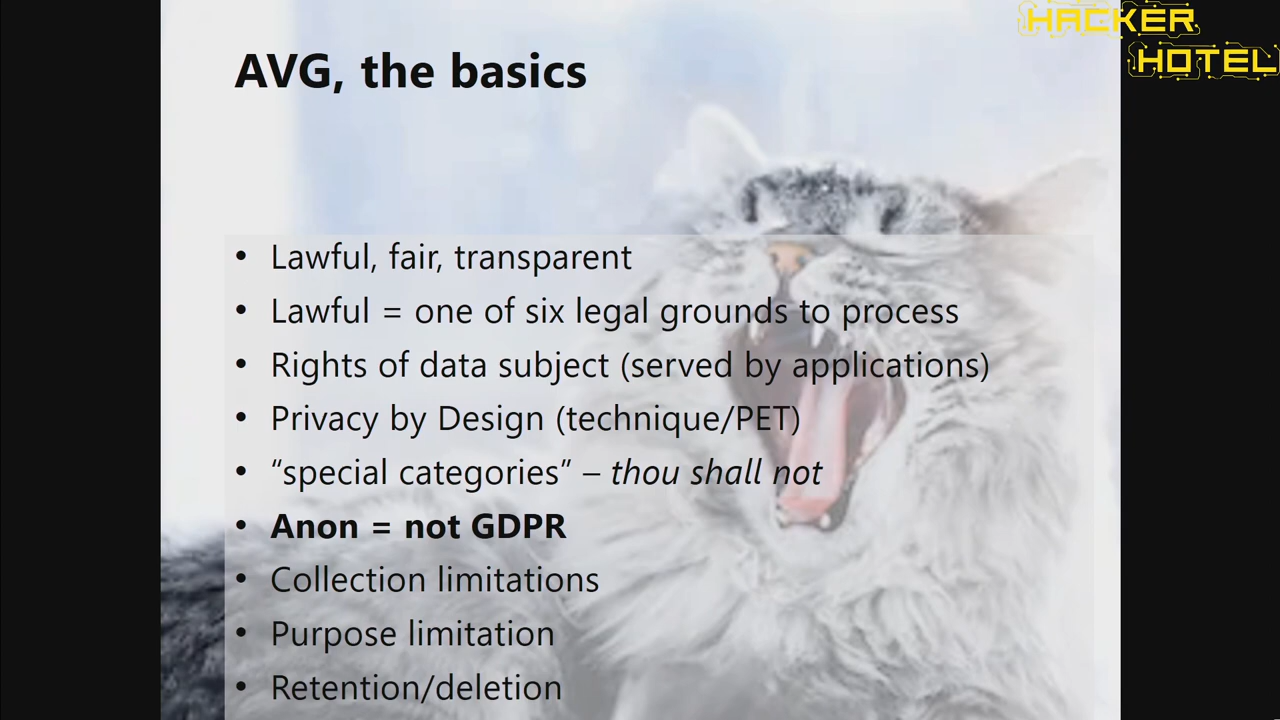 HACKER
HOTEL
AVG, the basics
• Lawful, fair, transparent
• Lawful = one of six legal grounds to process
• Rights of data subject (served by applications)
• Privacy by Design (technique/PET)
• “special categories” – thou shall not
• Anon = not GDPR
• Collection limitations
• Purpose limitation
• Retention/deletion